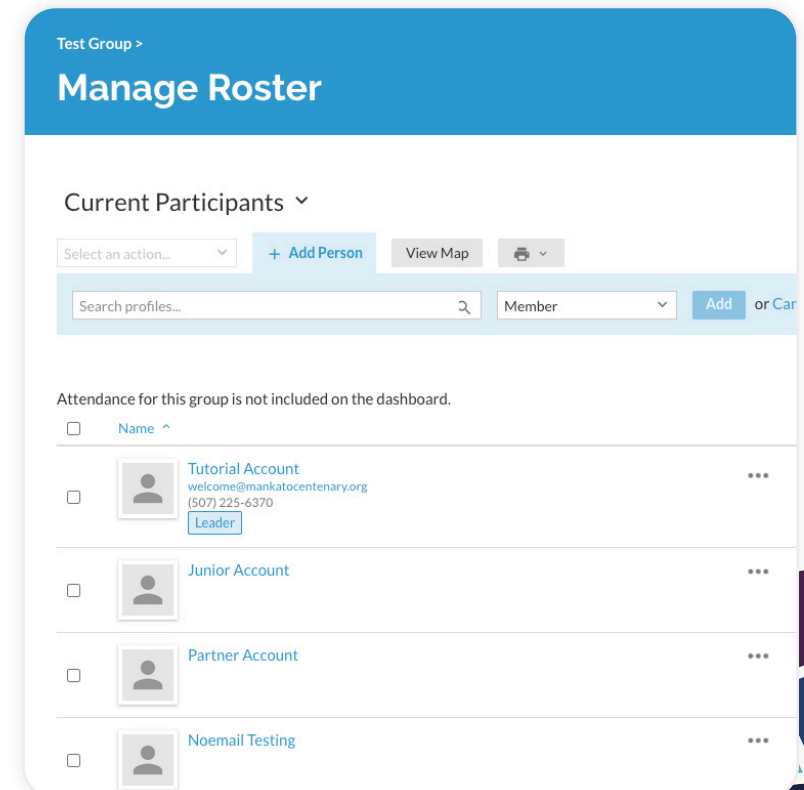 Test Group >
Manage Roster
Current Participants
Select an action...
+ Add Person
View Map
Search profiles...
Member
Add
or Car
Attendance for this group is not included on the dashboard.
Name
Tutorial Account
welcome@mankatocentenary.org
(507) 225-6370
Leader
Junior Account
Partner Account
Noemail Testing